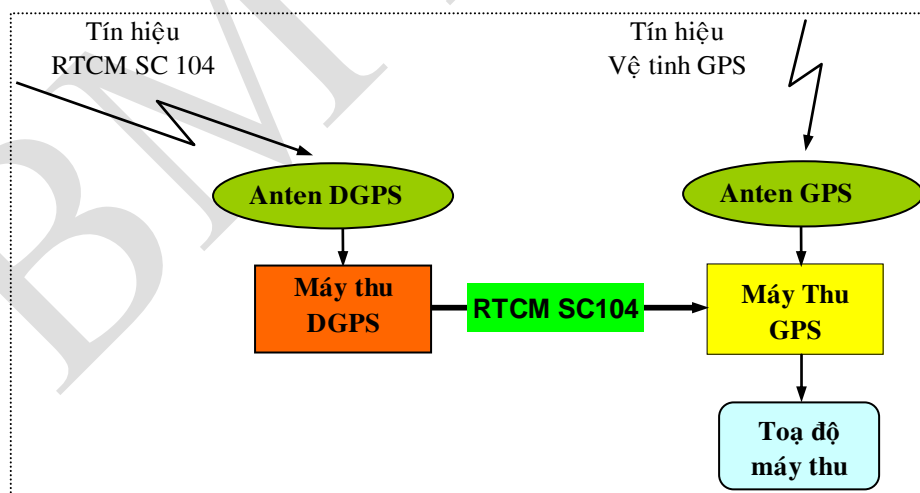 Tín hiệu
RTCM SC 104
Tín hiệu
Vệ tinh GPS
Anten DGPS
Anten GPS
Máy thu
DGPS
RTCM SC104
Máy Thu
GPS
Toạ độ
máy thu
BM